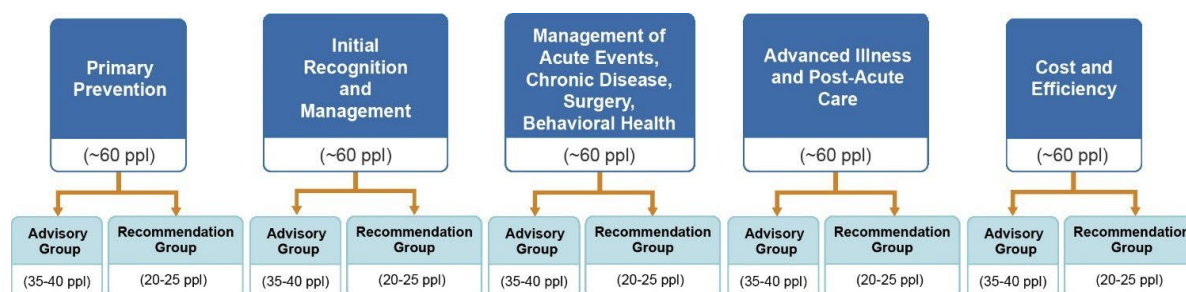 Primary
Prevention
(~60 ppl)
Initial
Recognition
and
Management
(~60 ppl)
Management of
Acute Events,
Chronic Disease,
Surgery,
Behavioral Health
(~60 ppl)
Advanced Illness
and Post-Acute
Care
(~60 ppl)
Cost and
Efficiency
(~60 ppl)
Advisory
Group
(35-40 ppl)
Recommendation
Group
(20-25 ppl)
Advisory
Group
(35-40 ppl)
Recommendation
Group
(20-25 ppl)
Advisory
Group
(35-40 ppl)
Recommendation
Group
(20-25 ppl)
Advisory
Group
(35-40 ppl)
Recommendation
Group
(20-25 ppl)
Advisory
Group
(35-40 ppl)
Recommendation
Group
(20-25 ppl)